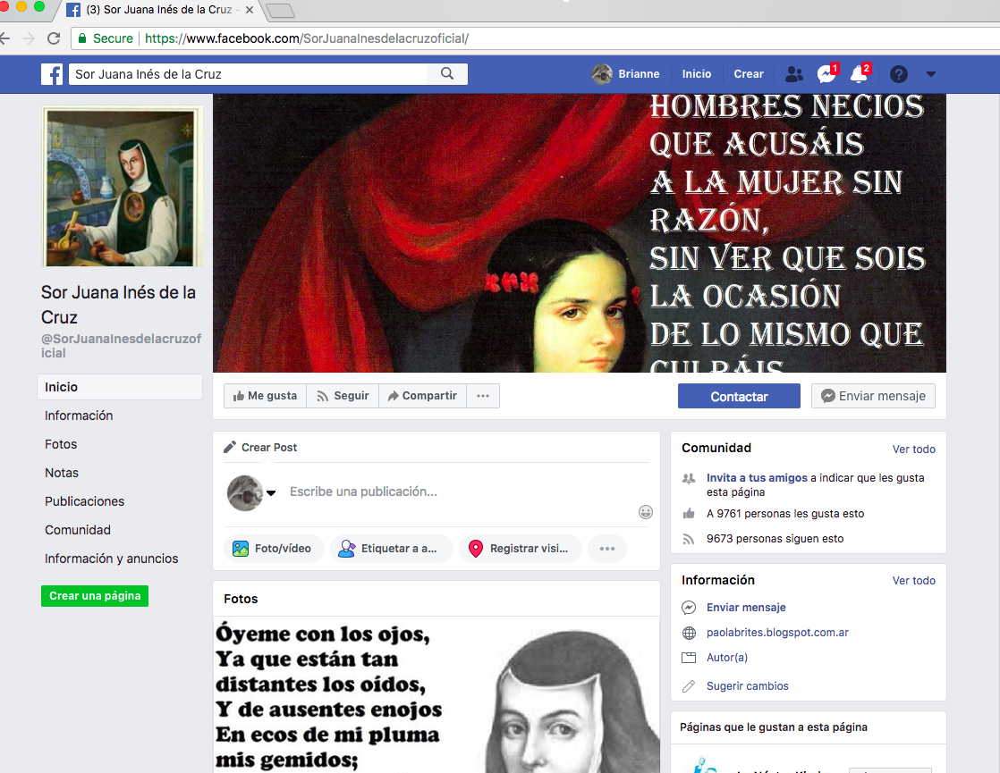 (3) Sor Juana Inés de la Cruz -
Secure https://www.facebook.com/SorJuanaInesdelacruzoficial/
Sor Juana Inés de la Cruz
Brianne Inicio Crear 1 2 ?
HOMBRES NECIOS
QUE ACUSÁIS
A LA MUJER SIN
RAZÓN,
SIN VER QUE SOIS
LA OCASIÓN
DE LO MISMO QUE
CULPÁIS
Sor Juana Inés de la
Cruz
@SorJuanaInesdelacruzof
icial
Inicio
Información
Fotos
Notas
Publicaciones
Comunidad
Información y anuncios
Crear una página
Me gusta Seguir Compartir ...
Contactar Enviar mensaje
Crear Post
Escribe una publicación...
Foto/vídeo Etiquetar a a... Registrar visi... ...
Fotos
Óyeme con los ojos,
Ya que están tan
distantes los oídos,
Y de ausentes enojos
En ecos de mi pluma
mis gemidos;
Comunidad Ver todo
Invita a tus amigos a indicar que les gusta
esta página
A 9761 personas les gusta esto
9673 personas siguen esto
Información Ver todo
Enviar mensaje
paolabrites.blogspot.com.ar
Autor(a)
Sugerir cambios
Páginas que le gustan a esta página